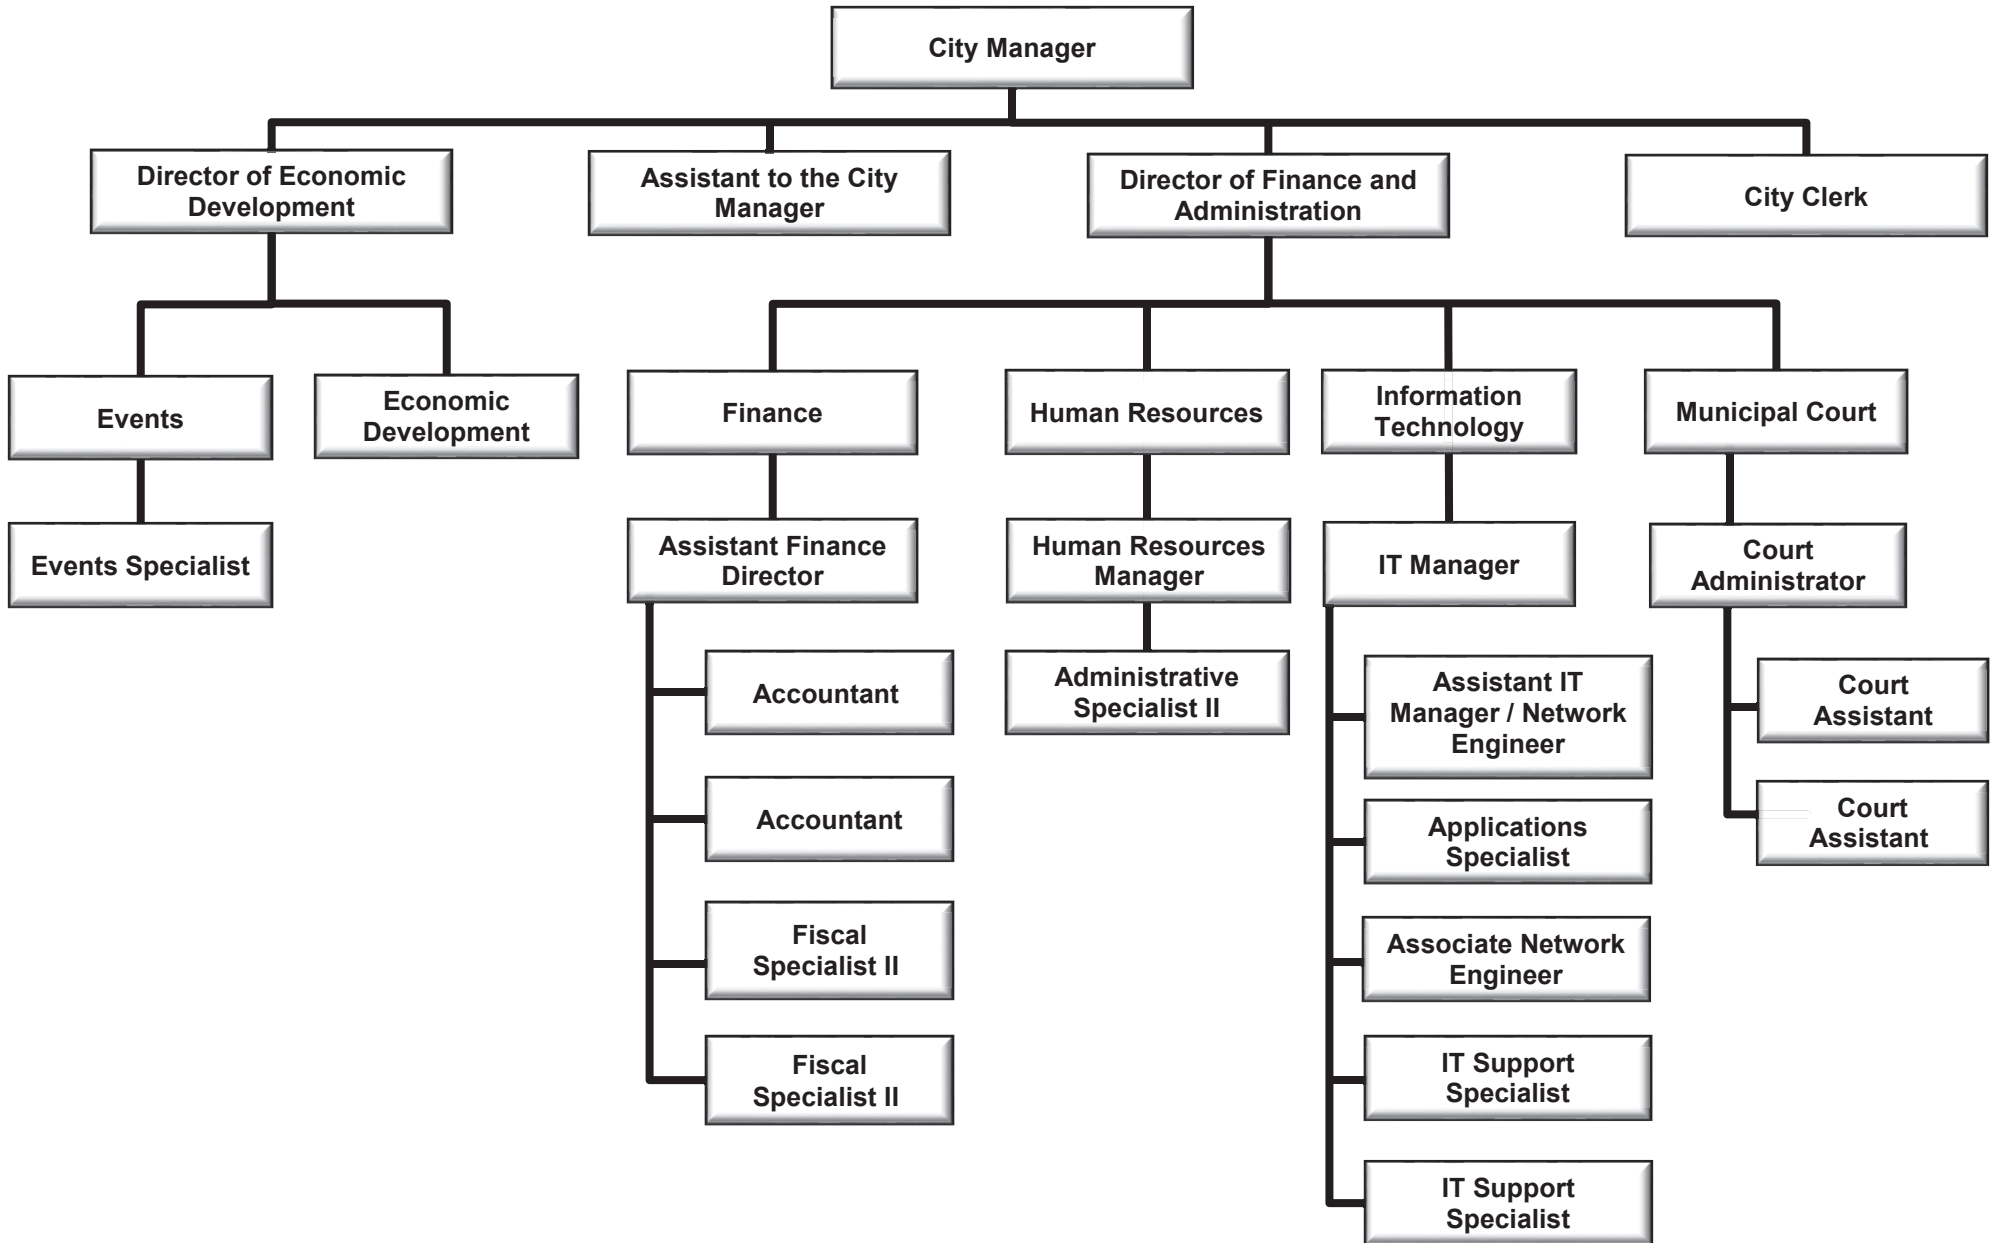 City Manager
Director of Economic
Development
Assistant to the City
Manager
Director of Finance and
Administration
City Clerk
Events
Economic
Development
Finance
Human Resources
Information
Technology
Municipal Court
Events Specialist
Assistant Finance
Director
Human Resources
Manager
IT Manager
Court
Administrator
Accountant
Administrative
Specialist II
Assistant IT
Manager / Network
Engineer
Court
Assistant
Accountant
Applications
Specialist
Court
Assistant
Fiscal
Specialist II
Associate Network
Engineer
Fiscal
Specialist II
IT Support
Specialist
IT Support
Specialist